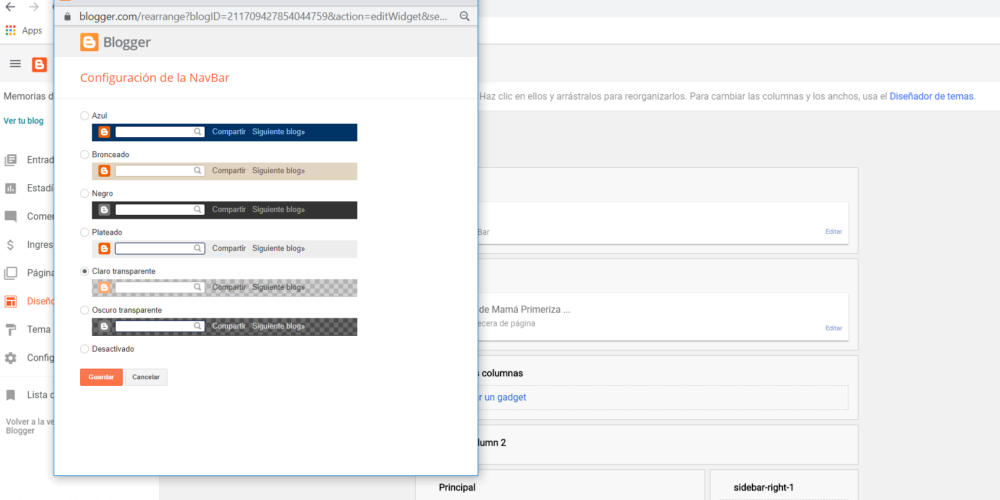 blogger.com/rearrange?blogID=211709427854044759&action=editWidget&se...
Apps
Blogger
Configuración de la NavBar
Memorias d
Haz clic en ellos y arrástralos para reorganizarlos. Para cambiar las columnas y los anchos, usa el Diseñador de temas.
Ver tu blog
Azul
Compartir Siguiente blog»
Bronceado
Compartir Siguiente blog»
Negro
Compartir Siguiente blog»
Plateado
Compartir Siguiente blog»
Claro transparente
Compartir Siguiente blog»
Oscuro transparente
Compartir Siguiente blog»
Desactivado
Guardar Cancelar
Entrad
Estadí
Comer
Ingres
Página
Diseño
Tema
Config
Lista d
Volver a la ve
Blogger
Bar
Editar
de Mamá Primeriza ...
ecera de página
Editar
s columnas
r un gadget
lumn 2
Principal
sidebar-right-1